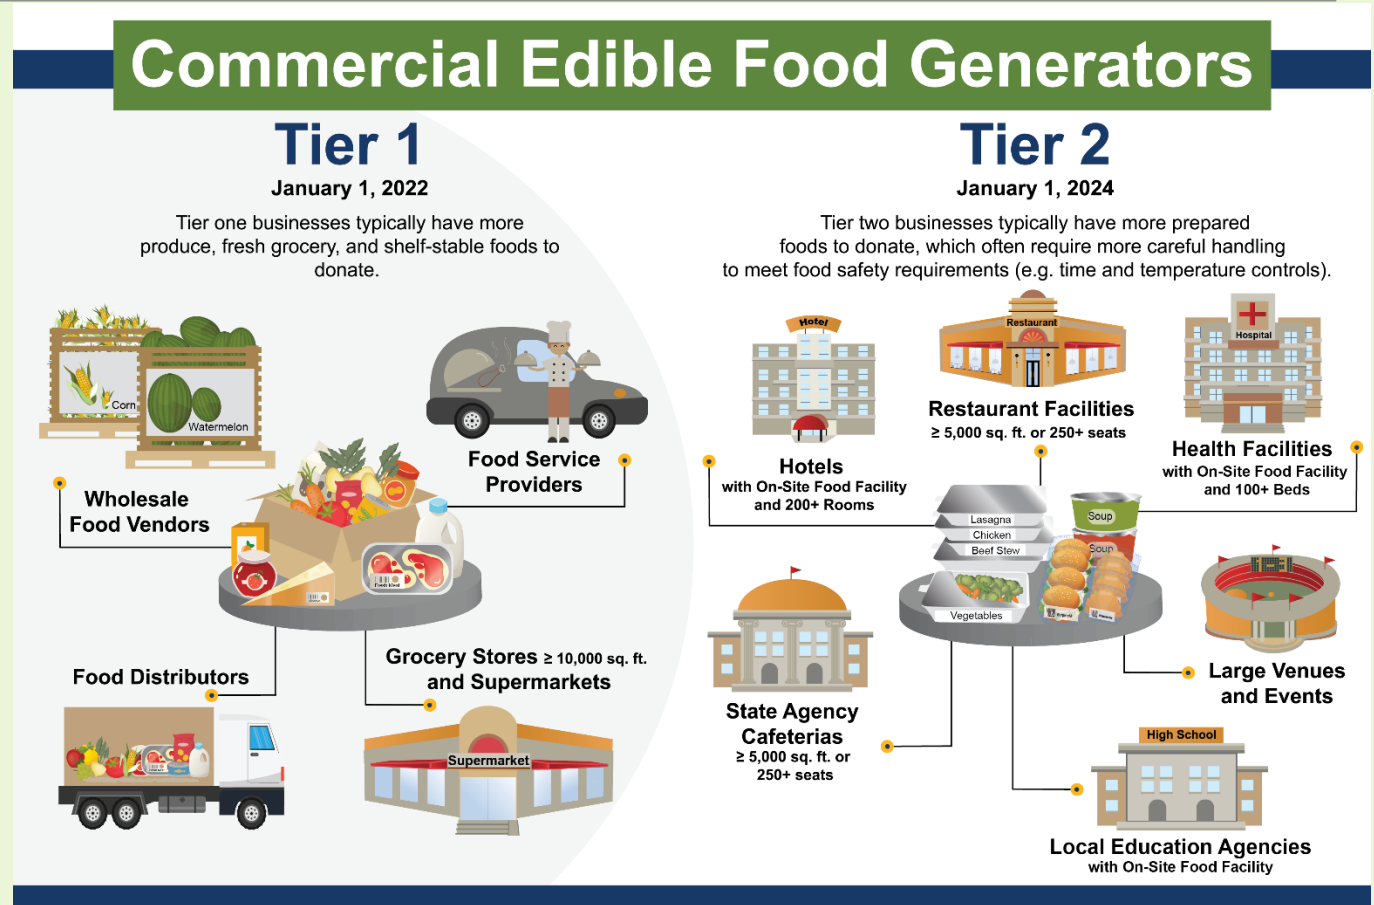 Commercial Edible Food Generators
Tier 1
January 1, 2022
Tier one businesses typically have more
produce, fresh grocery, and shelf-stable foods to
donate.
Corn
Watermelon
Wholesale
Food Vendors
Food Service
Providers
Food Distributors
Grocery Stores ≥ 10,000 sq. ft.
and Supermarkets
Supermarket
Tier 2
January 1, 2024
Tier two businesses typically have more prepared
foods to donate, which often require more careful handling
to meet food safety requirements (e.g. time and temperature controls).
Hotel
Hotels
with On-Site Food Facility
and 200+ Rooms
Restaurant
Restaurant Facilities
≥ 5,000 sq. ft. or 250+ seats
Hospital
Health Facilities
with On-Site Food Facility
and 100+ Beds
Lasagna
Chicken
Beef Stew
Vegetables
Soup
Soup
State Agency
Cafeterias
≥ 5,000 sq. ft. or
250+ seats
Large Venues
and Events
High School
Local Education Agencies
with On-Site Food Facility